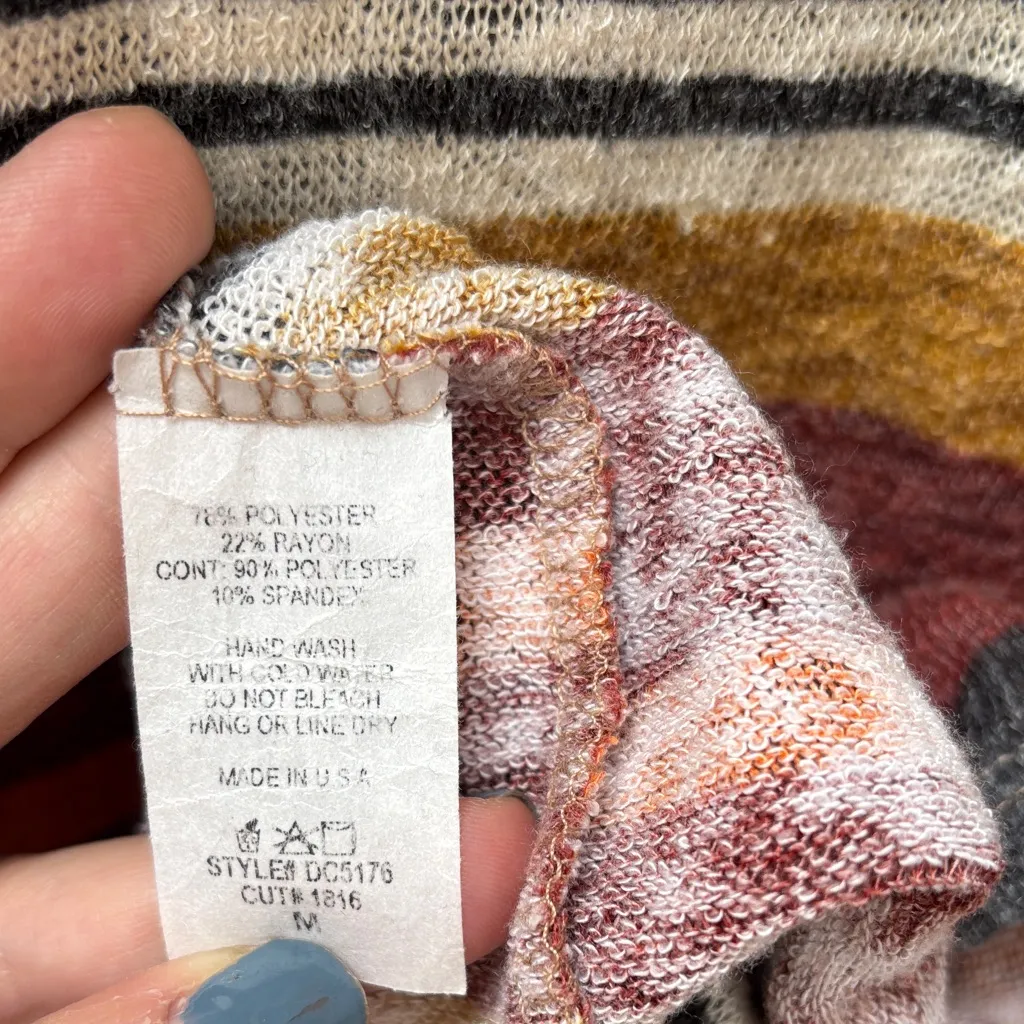 78% POLYESTER
22% RAYON
CONT: 90% POLYESTER
10% SPANDEX
HAND WASH
WITH COLD WATER
DO NOT BLEACH
HANG OR LINE DRY
MADE IN U S A
STYLE# DC5176
CUT# 1816
M